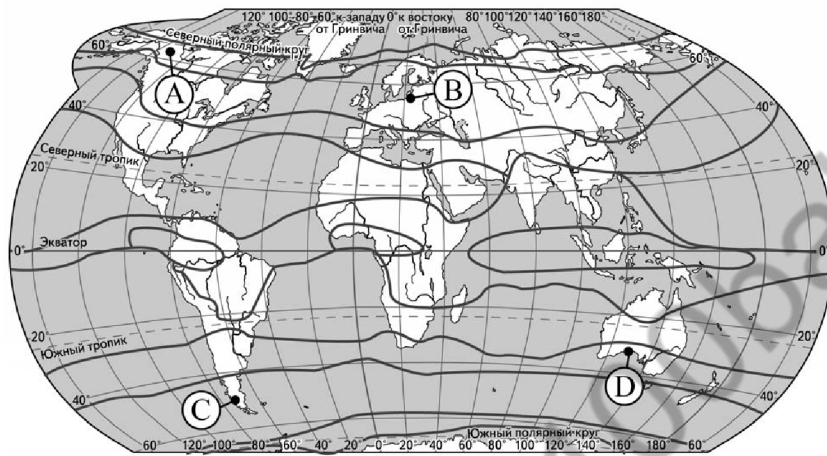 120°100°80°60° к западу 0° к востоку 80°100°120°140°160°180°
от Гринвича от Гринвича
Северный полярный круг
60°
60°
A
B
40°
40°
Северный тропик
20°
20°
Экватор
0°
0°
20°
20°
Южный тропик
40°
40°
C
D
Южный полярный круг
60° 120°100°80° 60° 40° 20° 0° 20° 40° 60° 80° 100° 120° 140° 160° 180° 60°